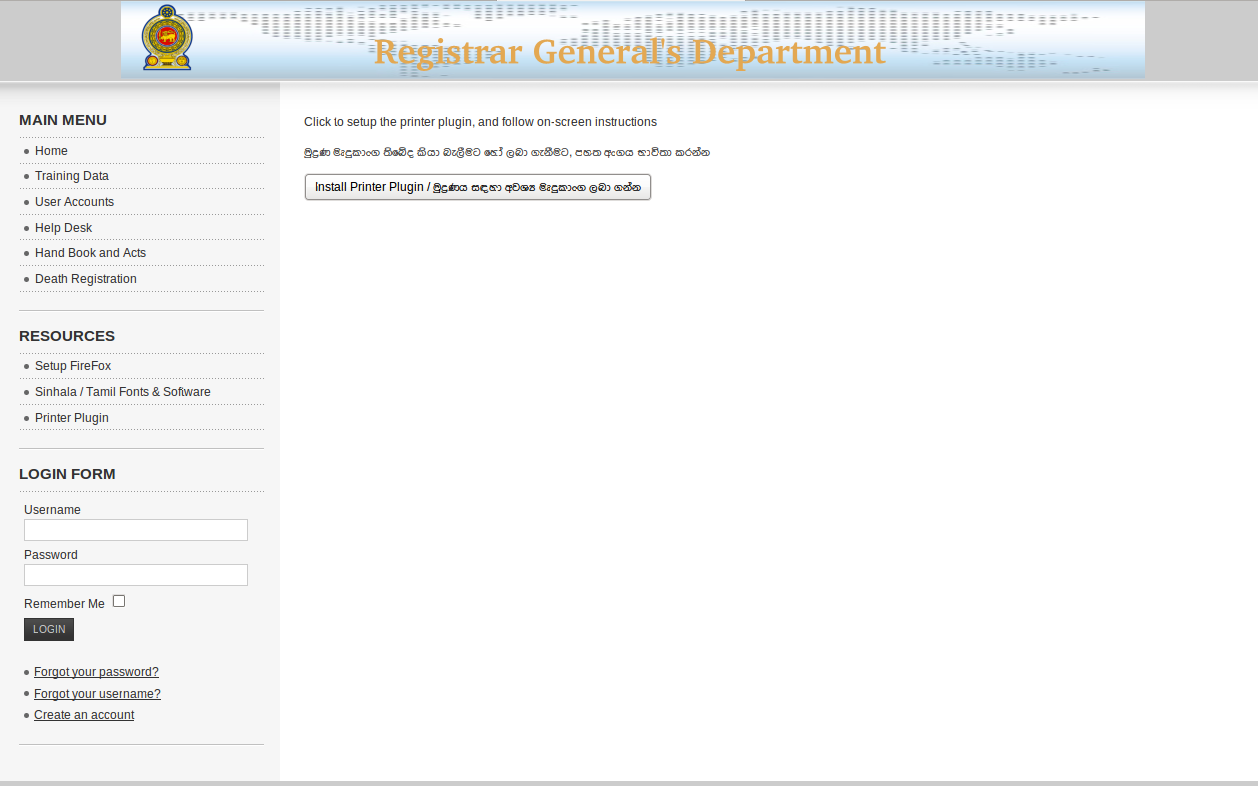 Registrar General's Department
MAIN MENU
Home
Training Data
User Accounts
Help Desk
Hand Book and Acts
Death Registration
RESOURCES
Setup FireFox
Sinhala / Tamil Fonts & Software
Printer Plugin
LOGIN FORM
Username
Password
Remember Me
LOGIN
Forgot your password?
Forgot your username?
Create an account
Click to setup the printer plugin, and follow on-screen instructions
මුද්‍රණ මෘදුකාංග තිබේද කියා බැලීමට හෝ ලබා ගැනීමට, පහත අංගය භාවිතා කරන්න
Install Printer Plugin / මුද්‍රණය සඳහා අවශ්‍ය මෘදුකාංග ලබා ගන්න